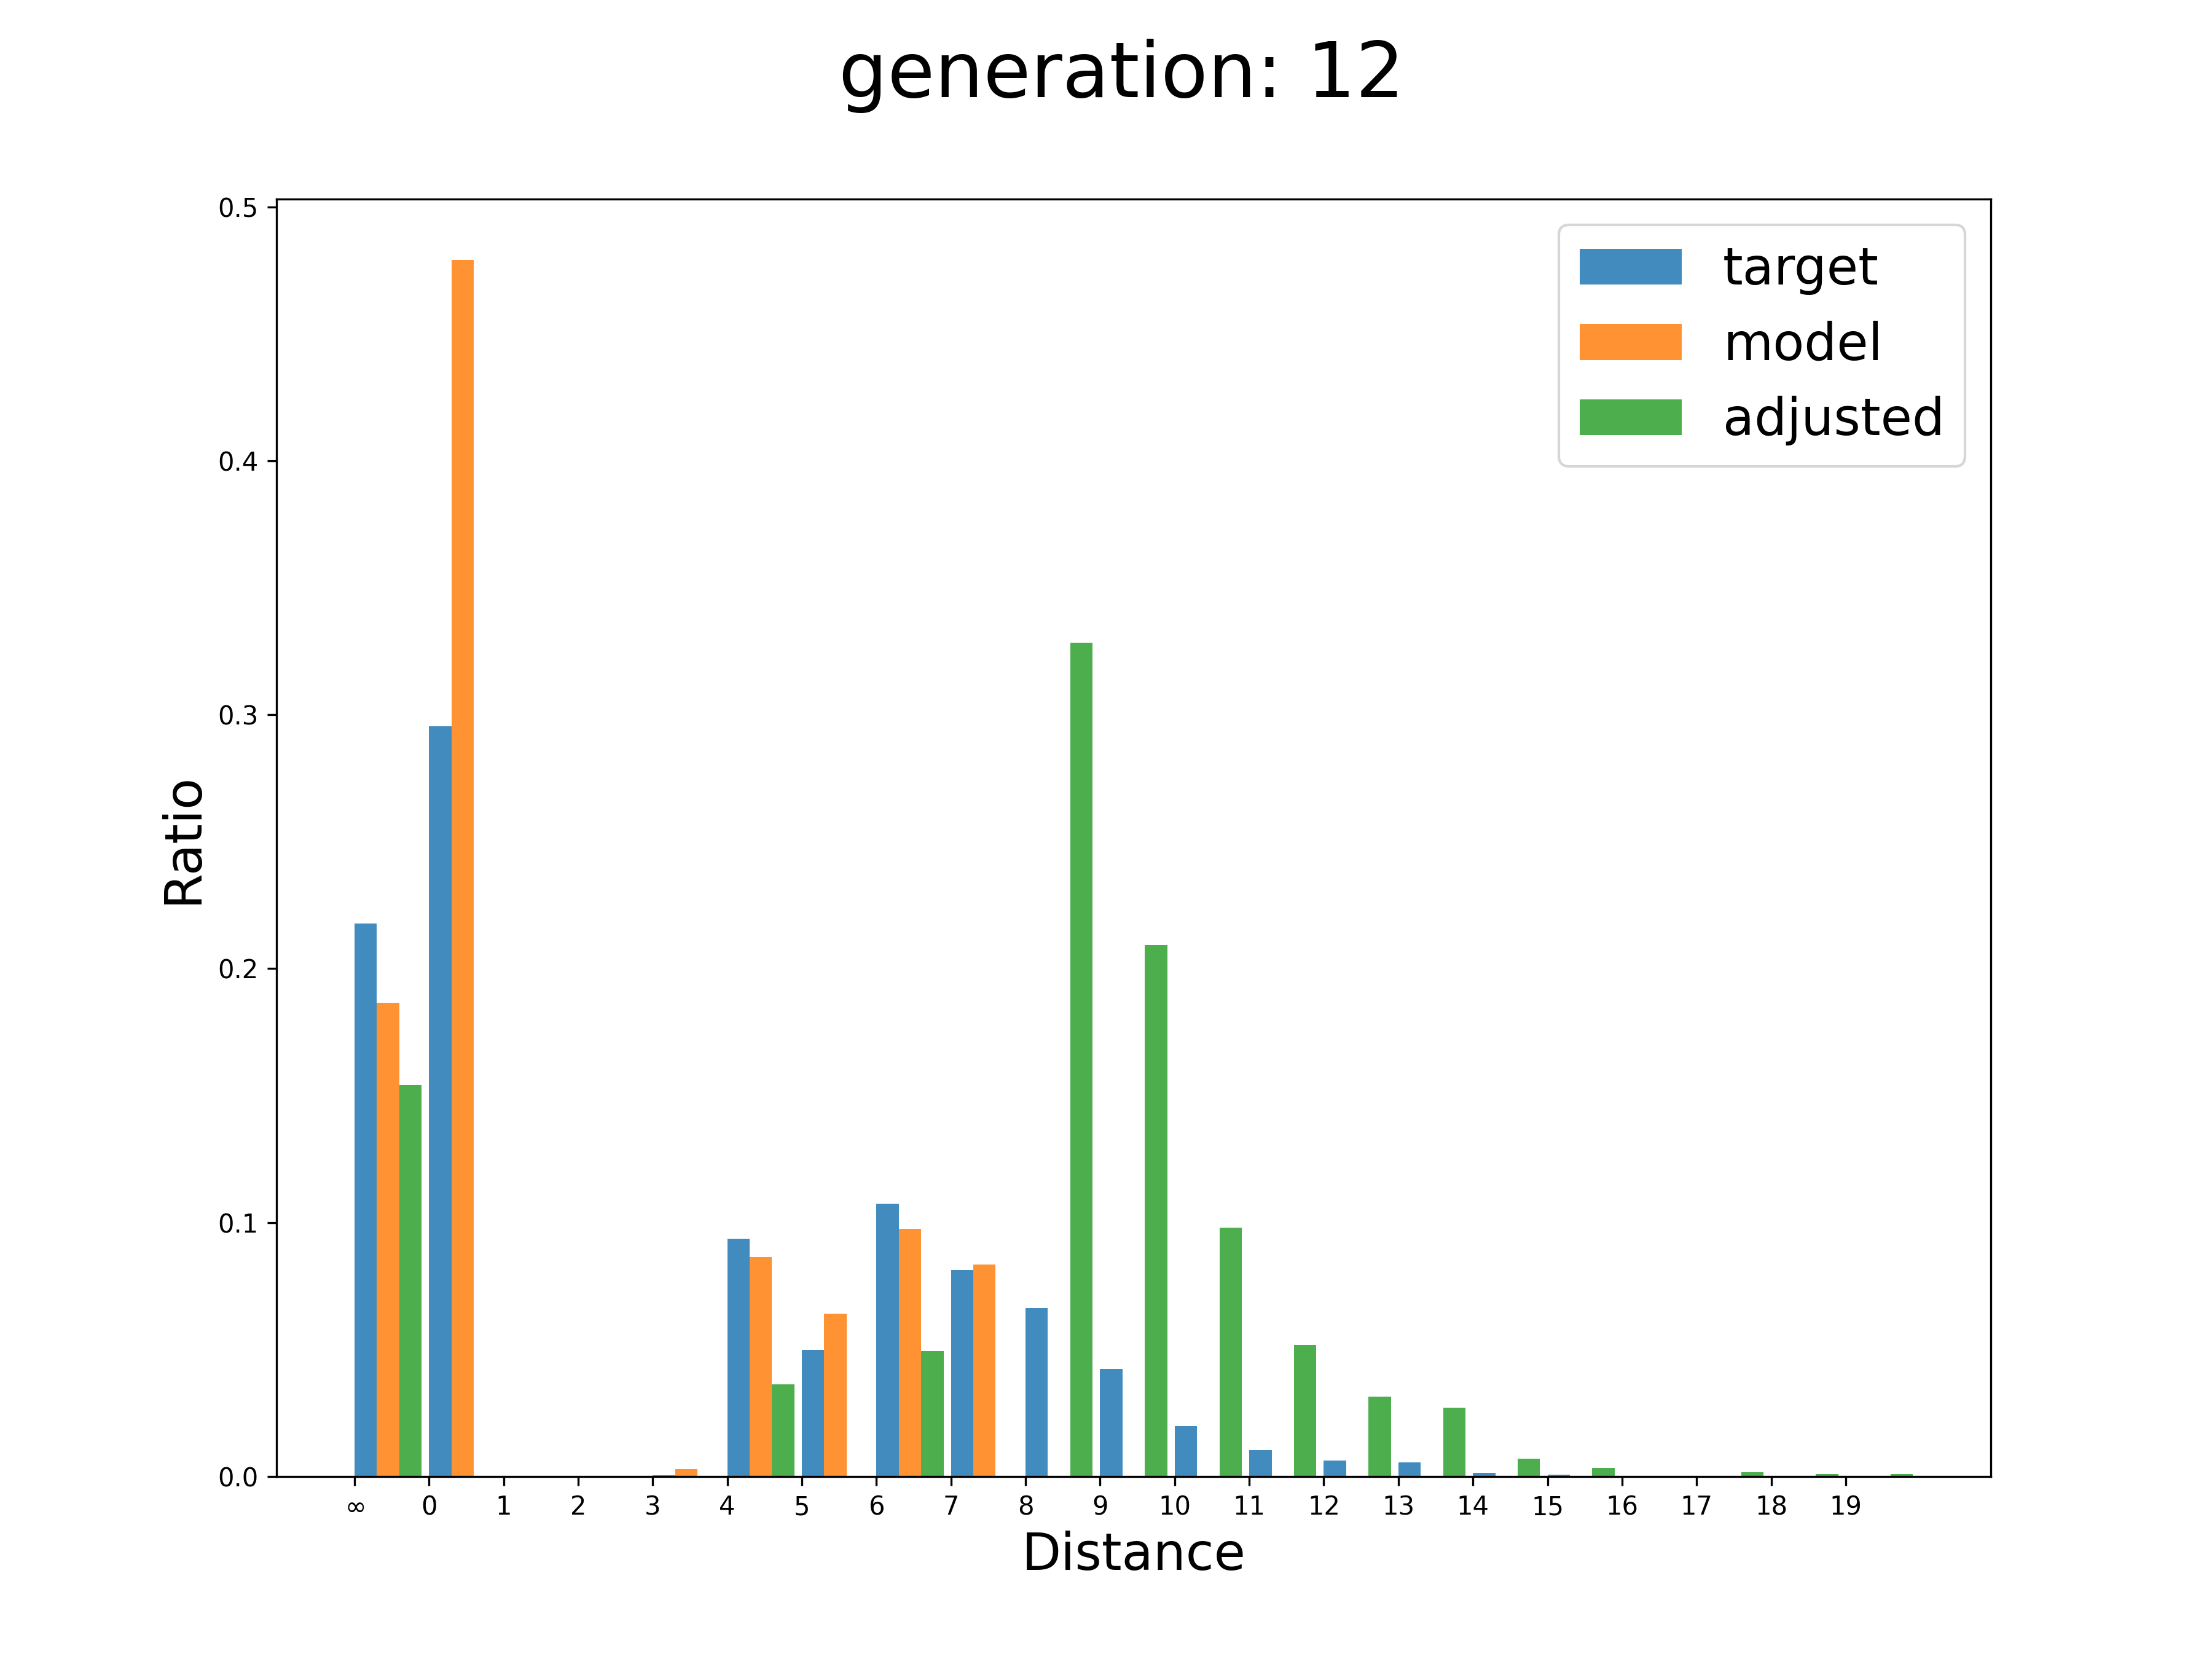 generation: 12
0.5
0.4
0.3
0.2
0.1
0.0
Ratio
target
model
adjusted
∞ 0 1 2 3 4 5 6 7 8 9 10 11 12 13 14 15 16 17 18 19
Distance